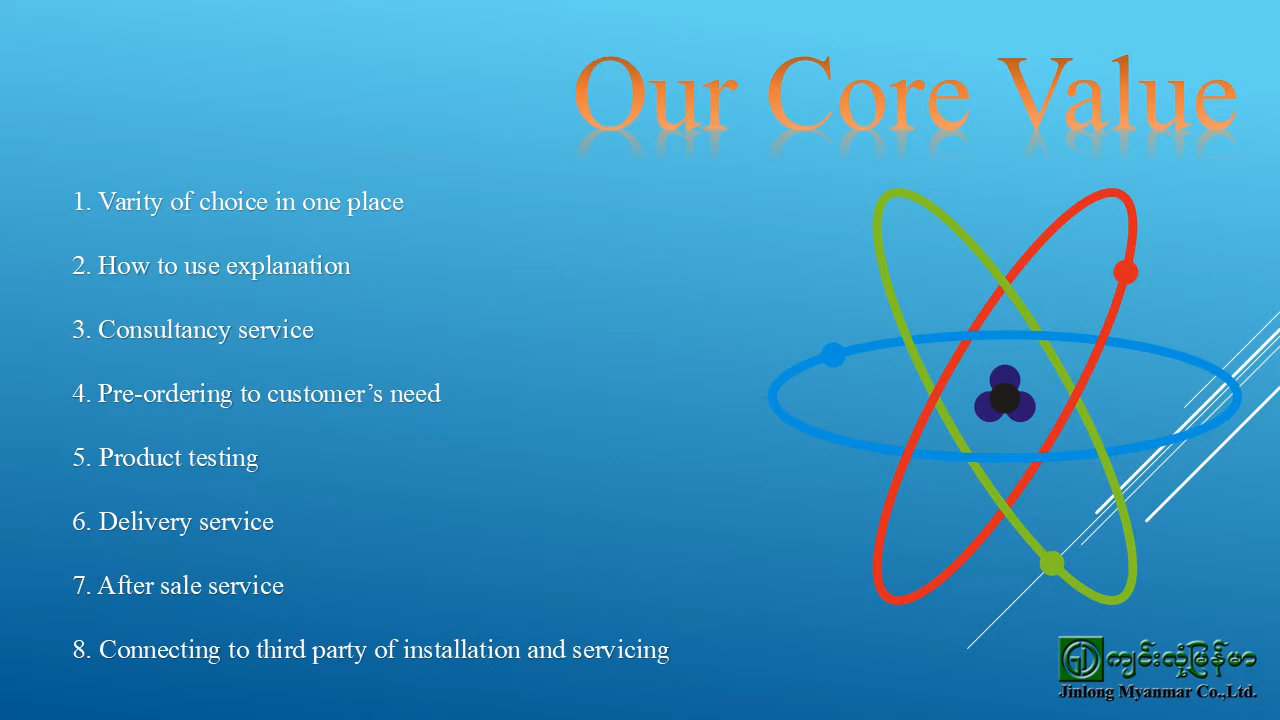 Our Core Value
1. Varity of choice in one place
2. How to use explanation
3. Consultancy service
4. Pre-ordering to customer’s need
5. Product testing
6. Delivery service
7. After sale service
8. Connecting to third party of installation and servicing
ကျင်းလုံမြန်မာ
Jinlong Myanmar Co.,Ltd.